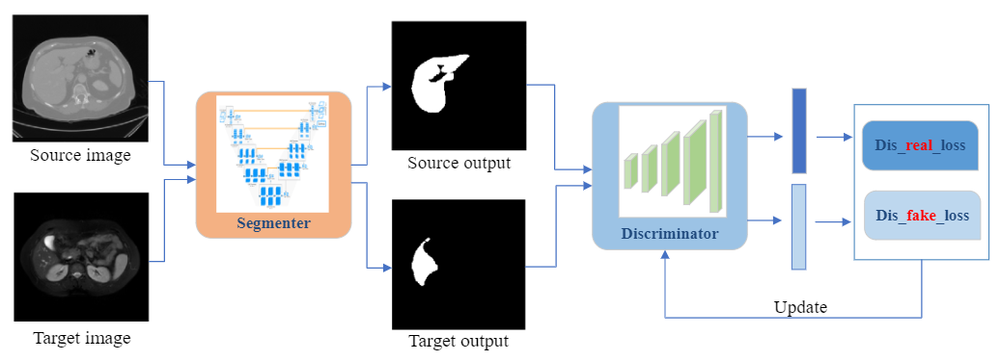 Source image
Target image
Segmenter
Source output
Target output
Discriminator
Dis_real_loss
Dis_fake_loss
Update